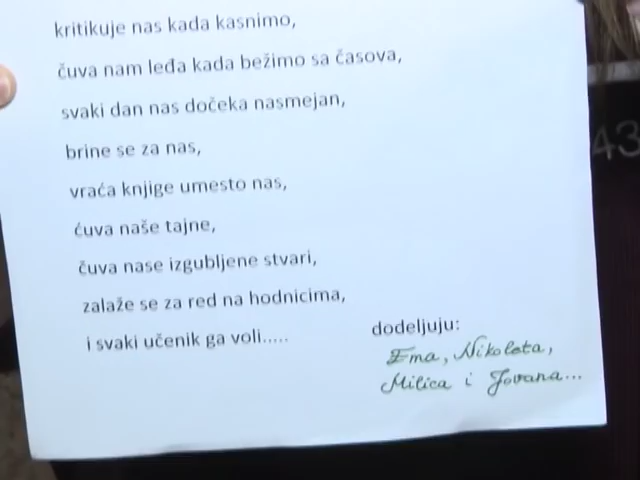 kritikuje nas kada kasnimo,
čuva nam leđa kada bežimo sa časova,
svaki dan nas dočeka nasmejan,
brine se za nas,
vraća knjige umesto nas,
ćuva naše tajne,
čuva nase izgubljene stvari,
zalaže se za red na hodnicima,
i svaki učenik ga voli.....
dodeljuju:
Ema, Nikoleta,
Milica i Jovana...
43